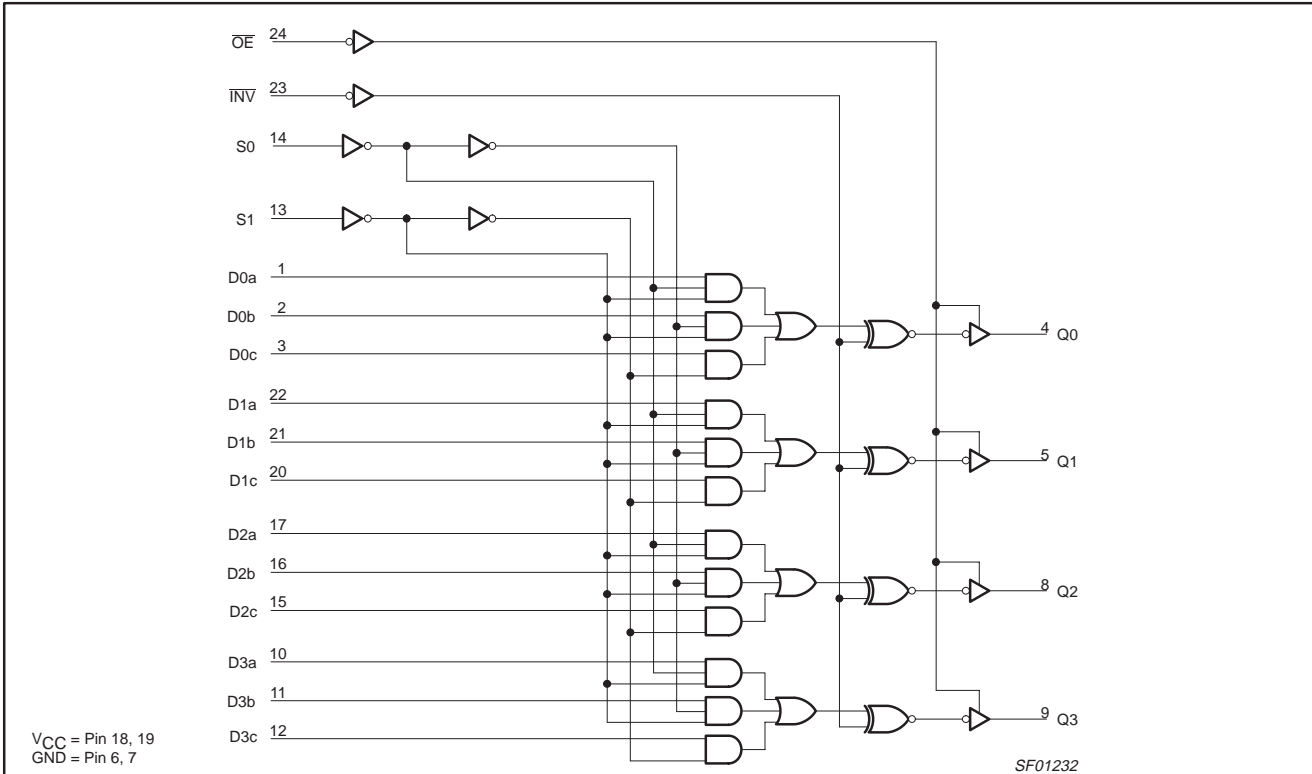 OE 24
INV 23
S0 14
S1 13
D0a 1
D0b 2
D0c 3
4 Q0
D1a 22
D1b 21
D1c 20
5 Q1
D2a 17
D2b 16
D2c 15
8 Q2
D3a 10
D3b 11
D3c 12
9 Q3
VCC = Pin 18, 19
GND = Pin 6, 7
SF01232